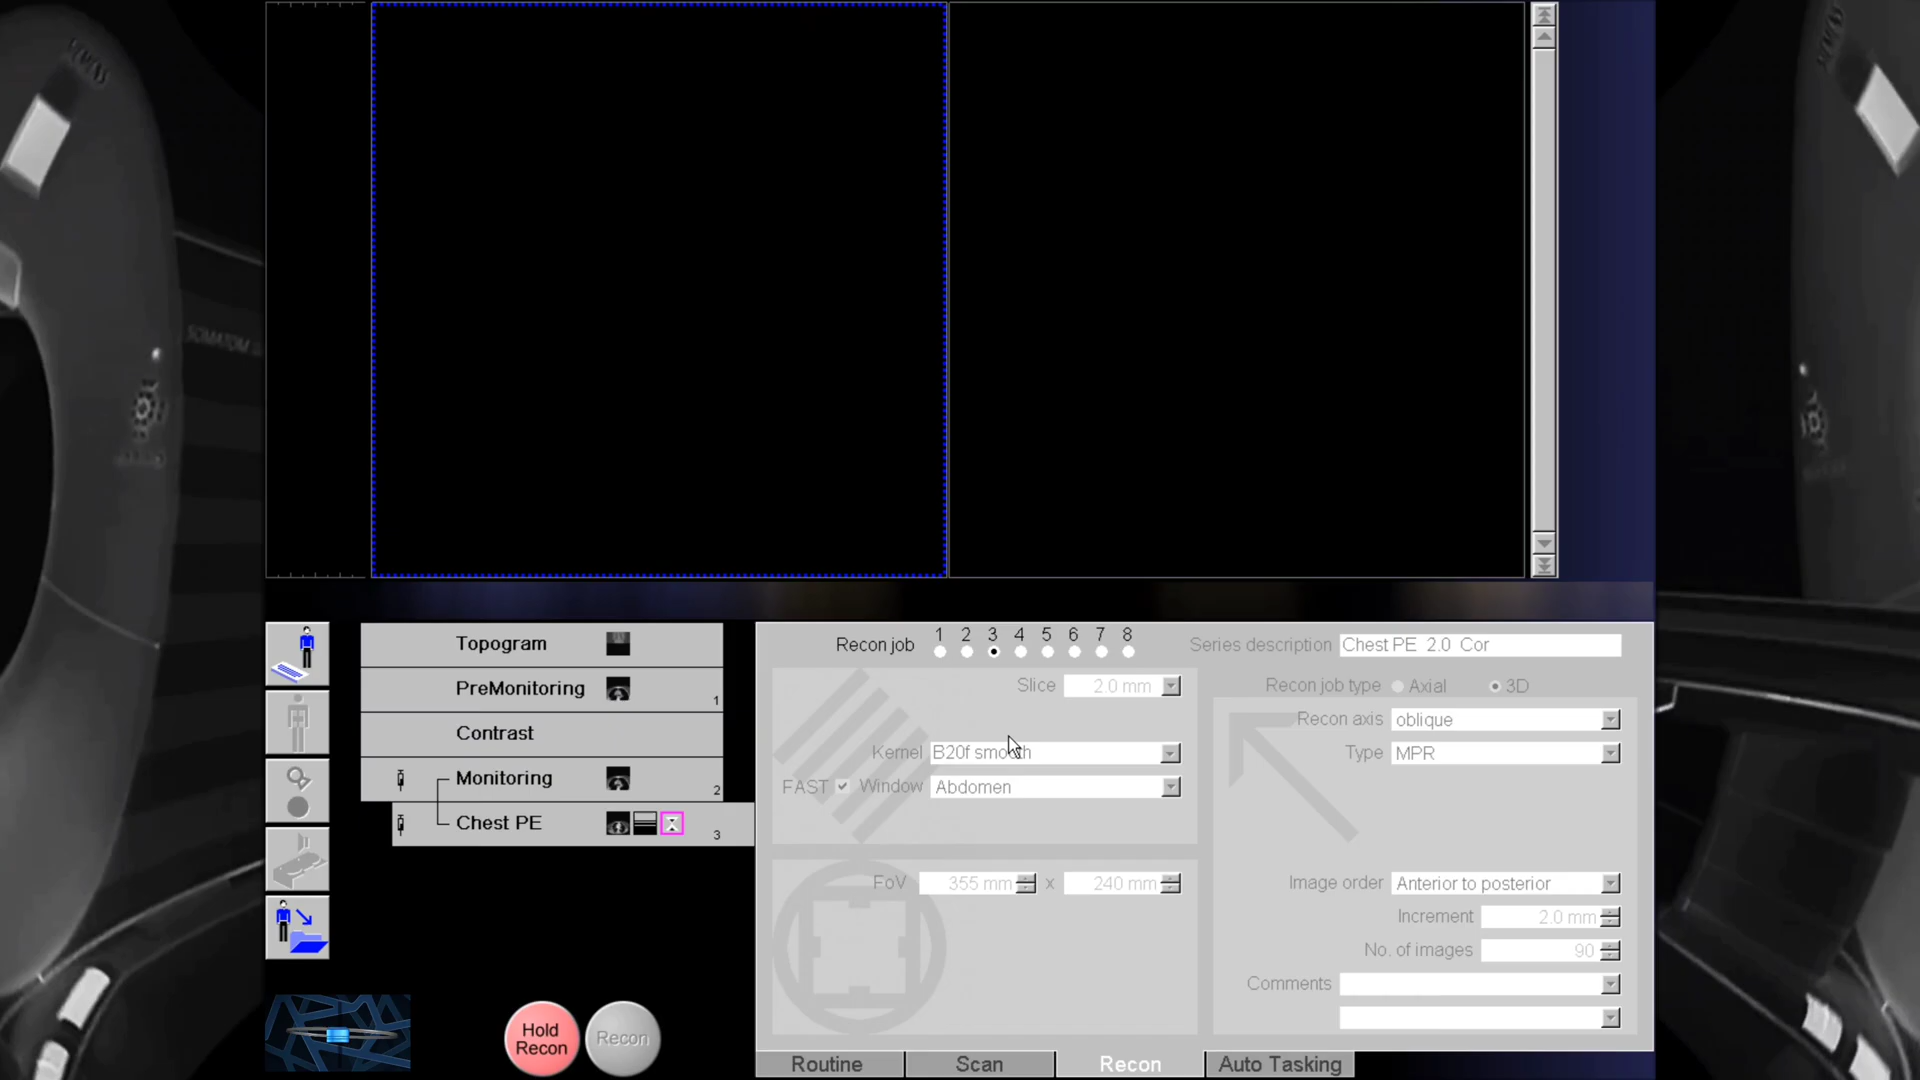 SIEMENS
SOMATOM
Topogram
PreMonitoring 1
Contrast
Monitoring 2
Chest PE 3
Hold Recon
Recon
Recon job 1 2 3 4 5 6 7 8
Slice 2.0 mm
Kernel B20f smooth
FAST Window Abdomen
FoV 355 mm x 240 mm
Series description Chest PE 2.0 Cor
Recon job type Axial 3D
Recon axis oblique
Type MPR
Image order Anterior to posterior
Increment 2.0 mm
No. of images 90
Comments
Routine Scan Recon Auto Tasking